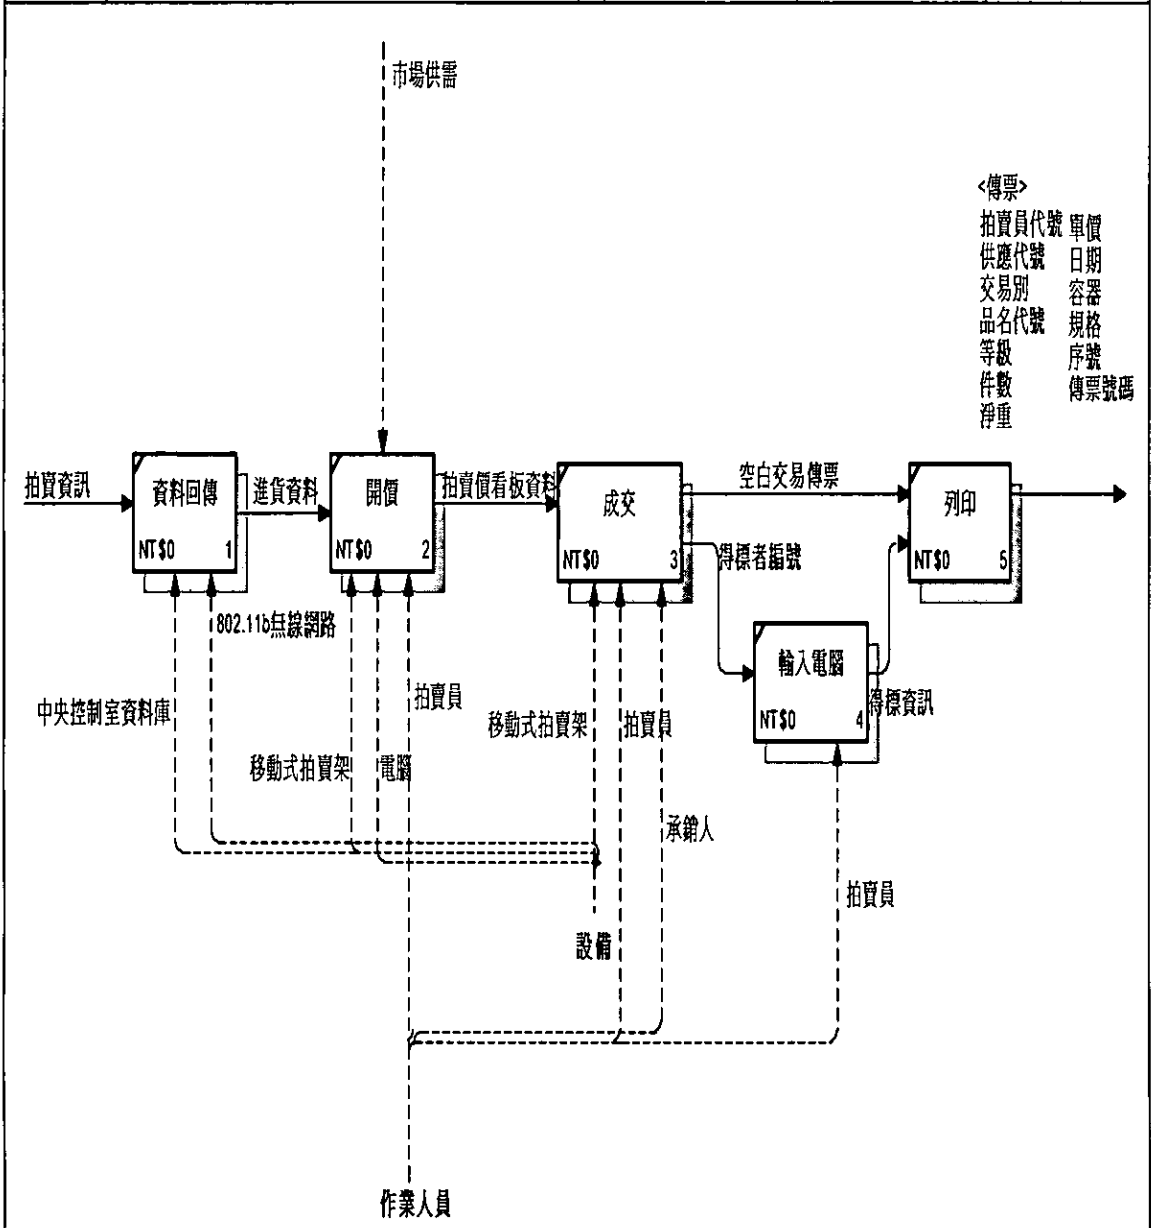 市場供需
<傳票>
拍賣員代號 單價
供應代號 日期
交易別 容器
品名代號 規格
等級 序號
件數 傳票號碼
淨重
拍賣資訊
資料回傳
NT$0 1
進貨資料
開價
NT$0 2
拍賣價看板資料
成交
NT$0 3
空白交易傳票
得標者編號
列印
NT$0 5
802.11b無線網路
輸入電腦
NT$0 4
得標資訊
中央控制室資料庫
拍賣員
移動式拍賣架
拍賣員
移動式拍賣架
電腦
承銷人
拍賣員
設備
作業人員